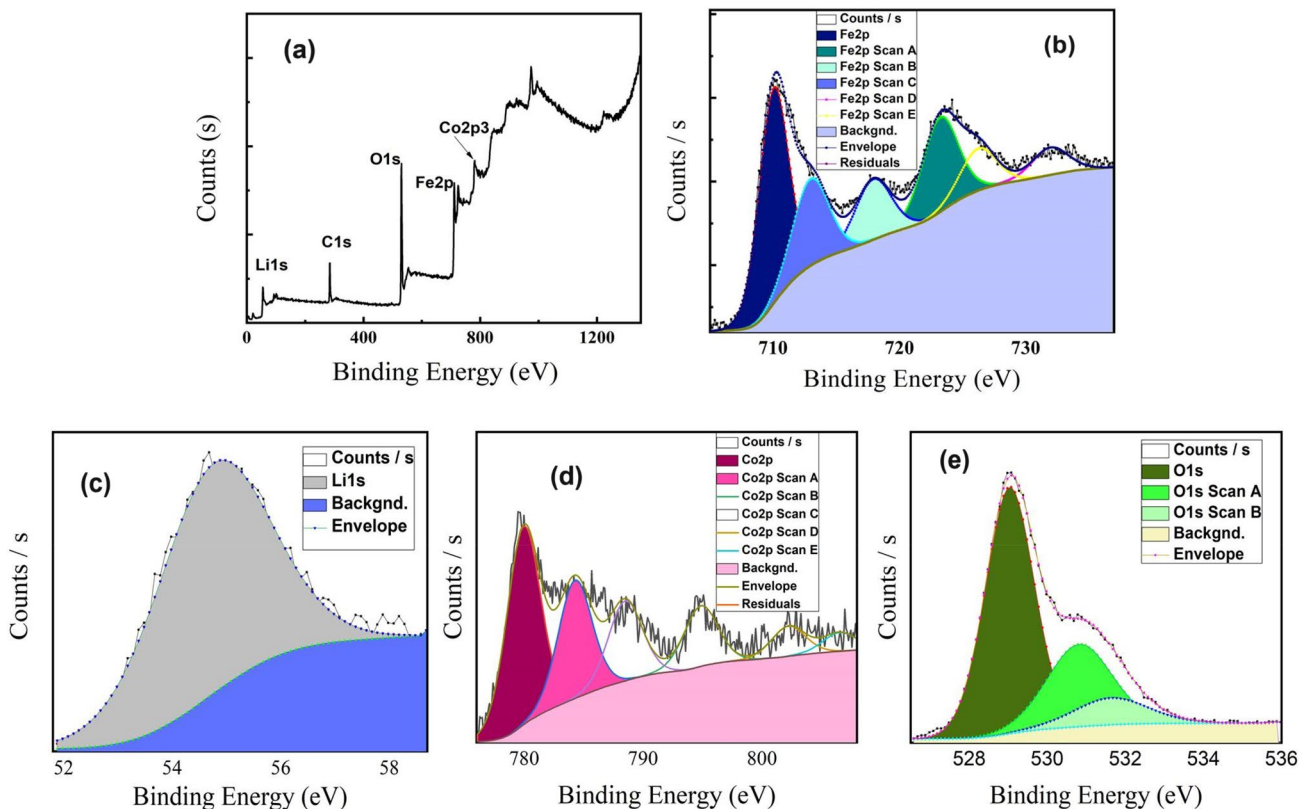 (a)
Counts (s)
Li1s
C1s
O1s
Fe2p
Co2p3
0
400
800
1200
Binding Energy (eV)
(b)
Counts / s
Counts / s
Fe2p
Fe2p Scan A
Fe2p Scan B
Fe2p Scan C
Fe2p Scan D
Fe2p Scan E
Backgnd.
Envelope
Residuals
710
720
730
Binding Energy (eV)
(c)
Counts / s
Counts / s
Li1s
Backgnd.
Envelope
52
54
56
58
Binding Energy (eV)
(d)
Counts / s
Counts / s
Co2p
Co2p Scan A
Co2p Scan B
Co2p Scan C
Co2p Scan D
Co2p Scan E
Backgnd.
Envelope
Residuals
780
790
800
Binding Energy (eV)
(e)
Counts / s
Counts / s
O1s
O1s Scan A
O1s Scan B
Backgnd.
Envelope
528
530
532
534
536
Binding Energy (eV)